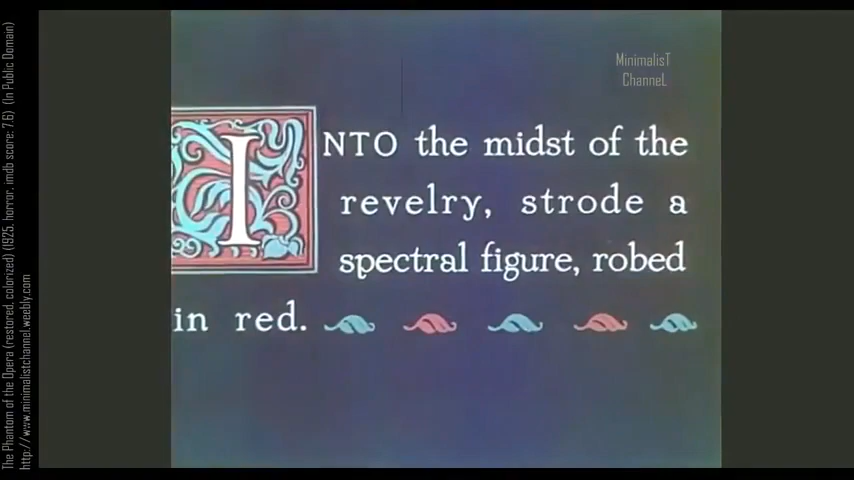 The Phantom of the Opera (restored, colorized) (1925, horror, imdb score: 7.6) (In Public Domain)
http://www.minimalistchannel.weebly.com
MinimalisT
ChanneL
INTO the midst of the
revelry, strode a
spectral figure, robed
in red.